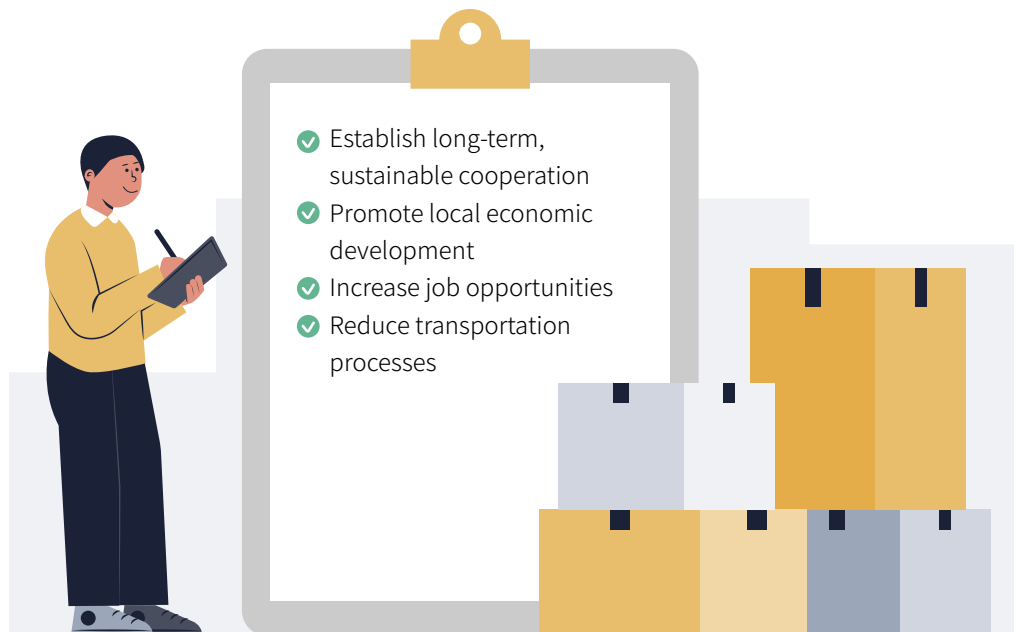 Establish long-term,
sustainable cooperation
Promote local economic
development
Increase job opportunities
Reduce transportation
processes